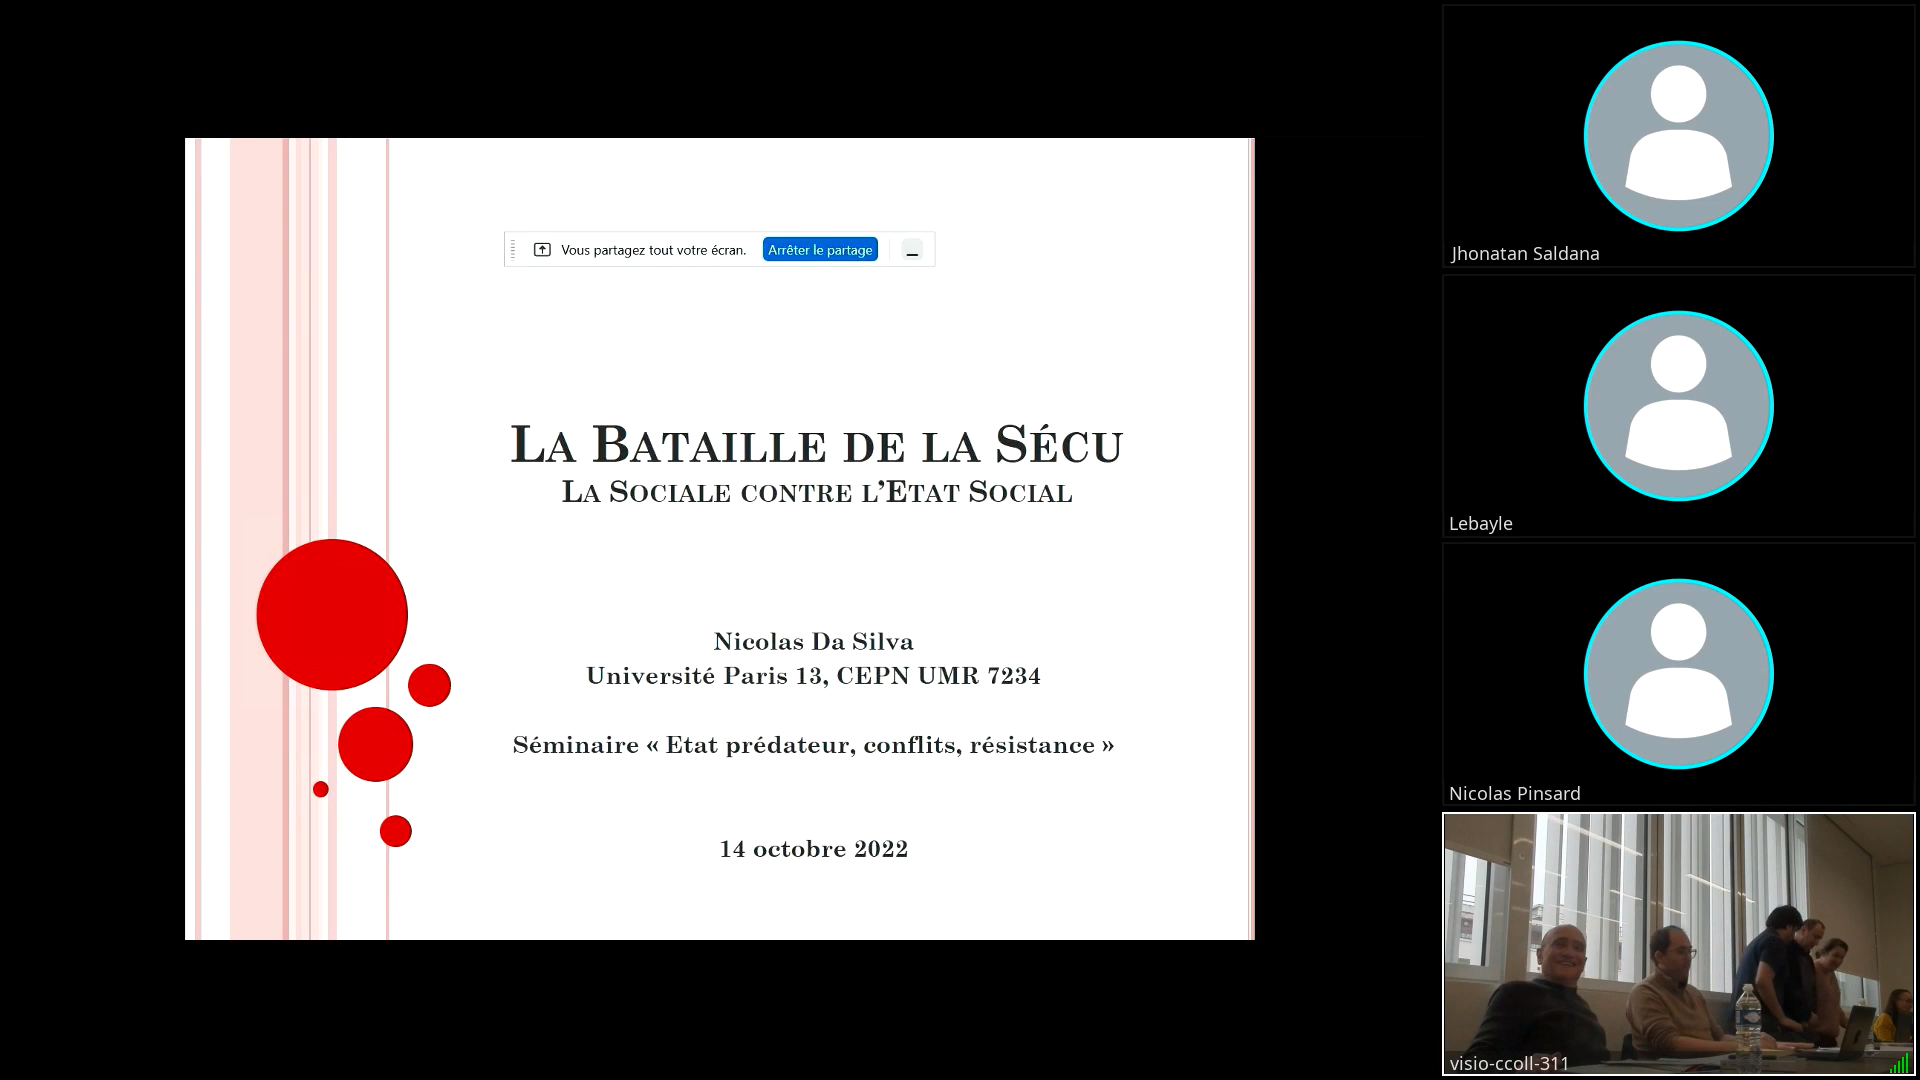 Vous partagez tout votre écran. Arrêter le partage
La Bataille de la Sécu
La Sociale contre l'Etat Social
Nicolas Da Silva
Université Paris 13, CEPN UMR 7234
Séminaire « Etat prédateur, conflits, résistance »
14 octobre 2022
Jhonatan Saldana
Lebayle
Nicolas Pinsard
visio-ccoll-311